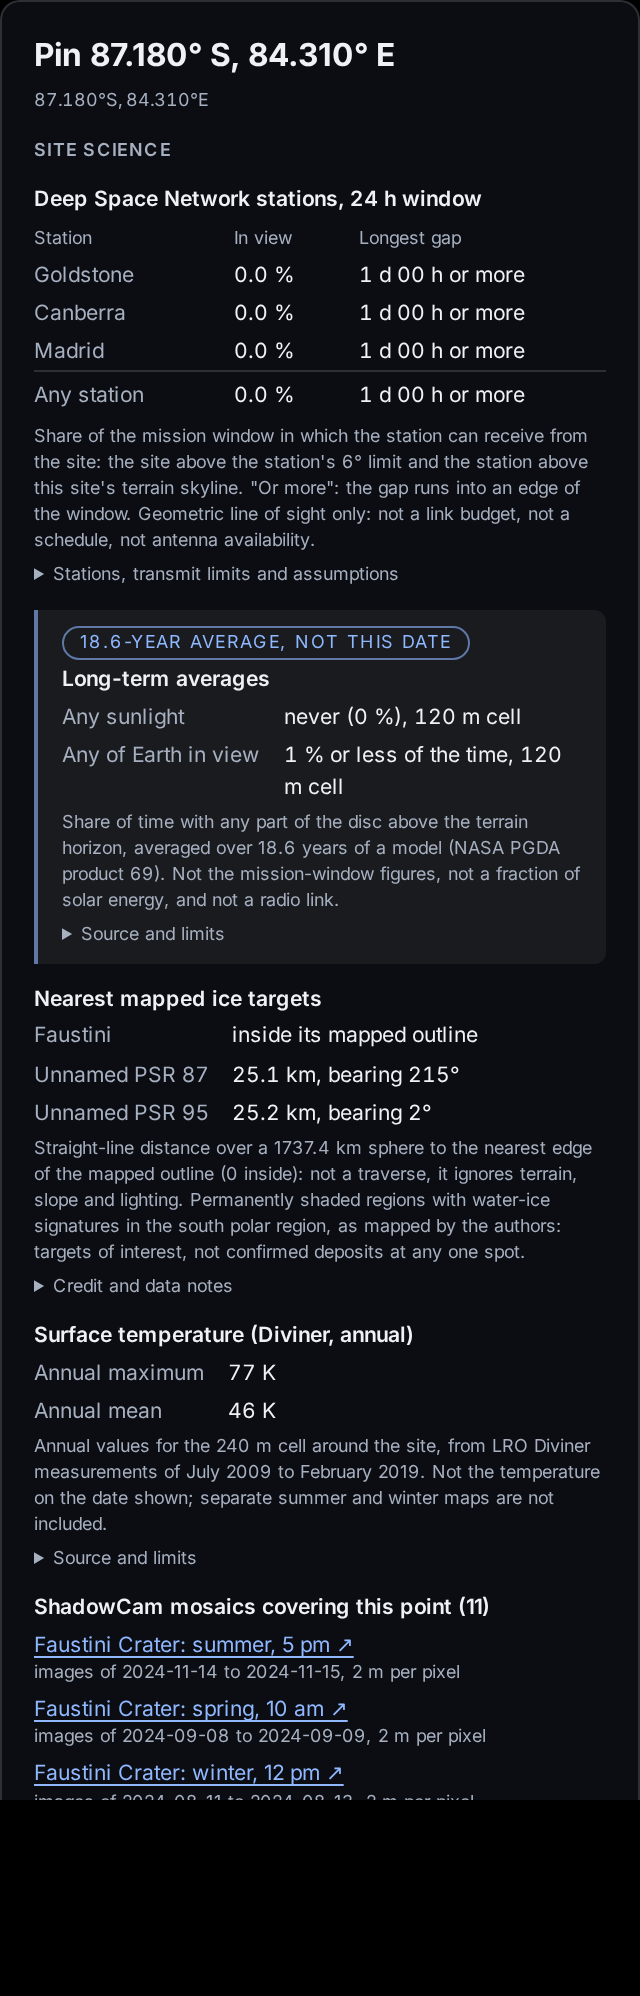 Pin 87.180° S, 84.310° E
87.180°S, 84.310°E
SITE SCIENCE
Deep Space Network stations, 24 h window
Station In view Longest gap
Goldstone 0.0 % 1 d 00 h or more
Canberra 0.0 % 1 d 00 h or more
Madrid 0.0 % 1 d 00 h or more
Any station 0.0 % 1 d 00 h or more
Share of the mission window in which the station can receive from
the site: the site above the station's 6° limit and the station above
this site's terrain skyline. "Or more": the gap runs into an edge of
the window. Geometric line of sight only: not a link budget, not a
schedule, not antenna availability.
▶ Stations, transmit limits and assumptions
18.6-YEAR AVERAGE, NOT THIS DATE
Long-term averages
Any sunlight never (0 %), 120 m cell
Any of Earth in view 1 % or less of the time, 120
m cell
Share of time with any part of the disc above the terrain
horizon, averaged over 18.6 years of a model (NASA PGDA
product 69). Not the mission-window figures, not a fraction of
solar energy, and not a radio link.
▶ Source and limits
Nearest mapped ice targets
Faustini inside its mapped outline
Unnamed PSR 87 25.1 km, bearing 215°
Unnamed PSR 95 25.2 km, bearing 2°
Straight-line distance over a 1737.4 km sphere to the nearest edge
of the mapped outline (0 inside): not a traverse, it ignores terrain,
slope and lighting. Permanently shaded regions with water-ice
signatures in the south polar region, as mapped by the authors:
targets of interest, not confirmed deposits at any one spot.
▶ Credit and data notes
Surface temperature (Diviner, annual)
Annual maximum 77 K
Annual mean 46 K
Annual values for the 240 m cell around the site, from LRO Diviner
measurements of July 2009 to February 2019. Not the temperature
on the date shown; separate summer and winter maps are not
included.
▶ Source and limits
ShadowCam mosaics covering this point (11)
Faustini Crater: summer, 5 pm ↗
images of 2024-11-14 to 2024-11-15, 2 m per pixel
Faustini Crater: spring, 10 am ↗
images of 2024-09-08 to 2024-09-09, 2 m per pixel
Faustini Crater: winter, 12 pm ↗